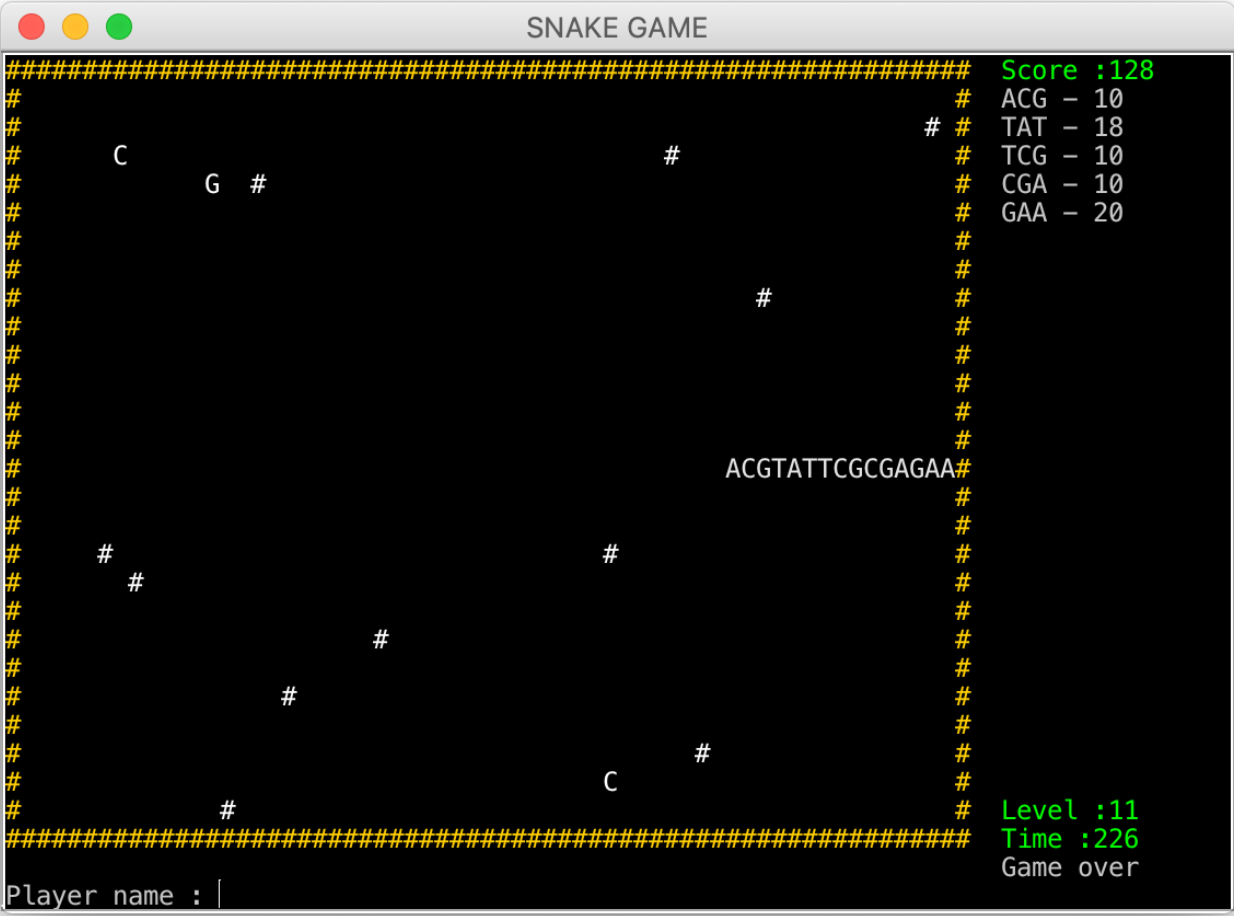 SNAKE GAME
############################################################### Score :128
# # ACG - 10
# # # TAT - 18
# C # # TCG - 10
# G # # CGA - 10
# # GAA - 20
# #
# #
# # #
# #
# #
# #
# #
# #
# ACGTATTCGCGAGAA#
# #
# #
# # # #
# # #
# #
# # #
# #
# # #
# #
# # #
# C #
# # # Level :11
############################################################### Time :226
Game over
Player name :